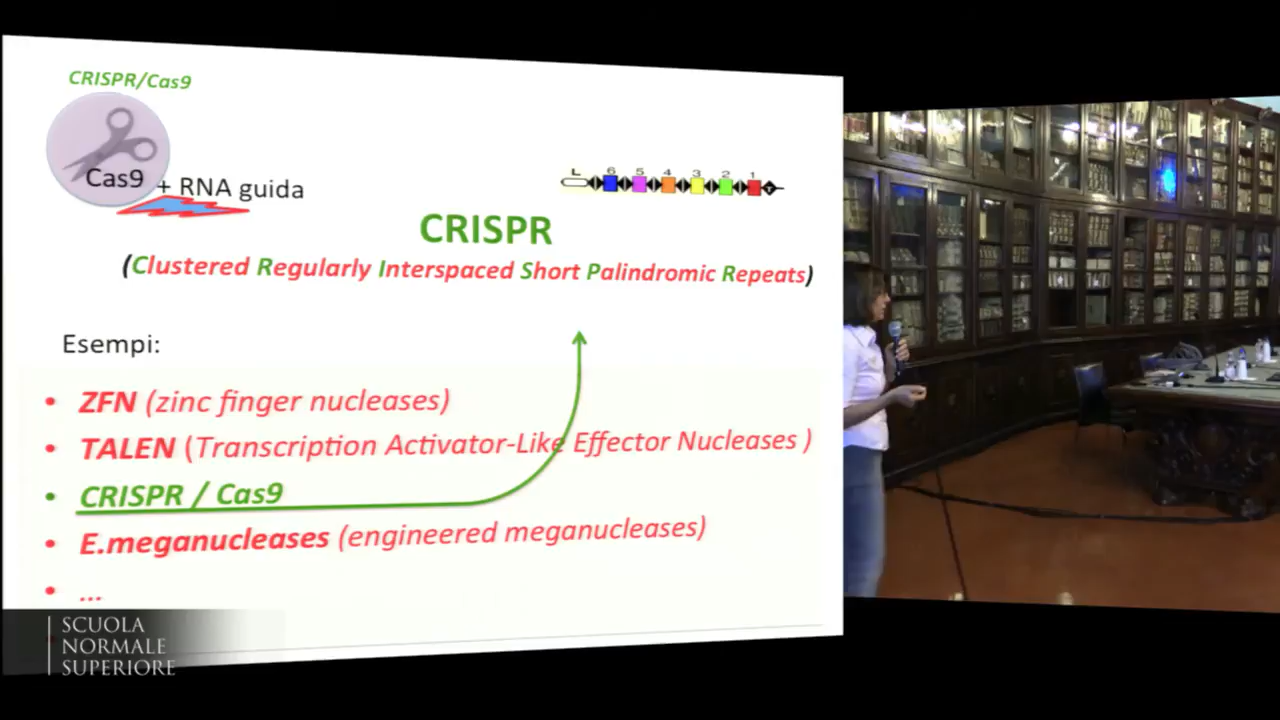 CRISPR/Cas9
Cas9
+ RNA guida
L 6 5 4 3 2 1 T
CRISPR
(Clustered Regularly Interspaced Short Palindromic Repeats)
Esempi:
• ZFN (zinc finger nucleases)
• TALEN (Transcription Activator-Like Effector Nucleases )
• CRISPR / Cas9
• E.meganucleases (engineered meganucleases)
• ...
SCUOLA
NORMALE
SUPERIORE